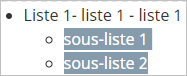 Liste 1- liste 1 - liste 1
sous-liste 1
sous-liste 2